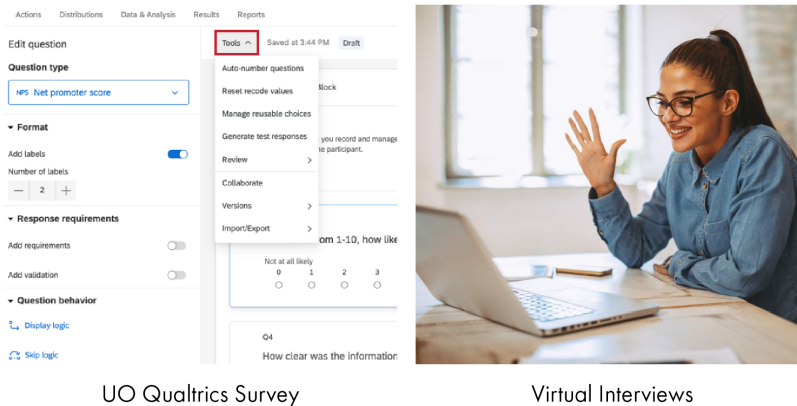 Actions Distributions Data & Analysis Results Reports
Edit question
Tools Saved at 3:44 PM Draft
Question type
NPS Net promoter score
Format
Add labels
Number of labels
— 2 +
Response requirements
Add requirements
Add validation
Question behavior
Display logic
Skip logic
Auto-number questions
Reset recode values
Manage reusable choices
Generate test responses
Review
Collaborate
Versions
Import/Export
Block
you record and manage
participant.
1-10, how like
Not at all likely
0 1 2 3
Q4
How clear was the information
UO Qualtrics Survey
Virtual Interviews